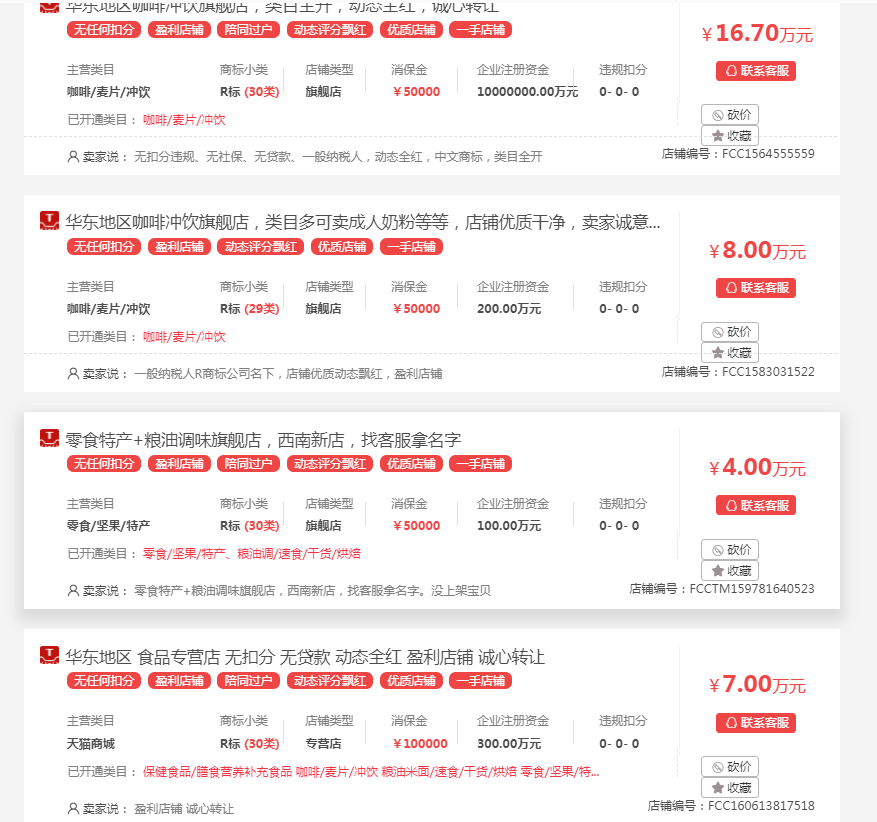 华东地区咖啡冲饮旗舰店，类目全开，动态全红，诚心转让
无任何扣分 盈利店铺 陪同过户 动态评分飘红 优质店铺 一手店铺
¥16.70万元
联系客服
主营类目 商标小类 店铺类型 消保金 企业注册资金 违规扣分
咖啡/麦片/冲饮 R标 (30类) 旗舰店 ¥50000 10000000.00万元 0- 0- 0
已开通类目： 咖啡/麦片/冲饮
砍价
收藏
卖家说： 无扣分违规、无社保、无贷款、一般纳税人，动态全红，中文商标，类目全开
店铺编号：FCC1564555559
T 华东地区咖啡冲饮旗舰店，类目多可卖成人奶粉等等，店铺优质干净，卖家诚意...
无任何扣分 盈利店铺 动态评分飘红 优质店铺 一手店铺
¥8.00万元
联系客服
主营类目 商标小类 店铺类型 消保金 企业注册资金 违规扣分
咖啡/麦片/冲饮 R标 (29类) 旗舰店 ¥50000 200.00万元 0- 0- 0
已开通类目： 咖啡/麦片/冲饮
砍价
收藏
卖家说： 一般纳税人R商标公司名下，店铺优质动态飘红，盈利店铺
店铺编号：FCC1583031522
T 零食特产+粮油调味旗舰店，西南新店，找客服拿名字
无任何扣分 盈利店铺 陪同过户 动态评分飘红 优质店铺 一手店铺
¥4.00万元
联系客服
主营类目 商标小类 店铺类型 消保金 企业注册资金 违规扣分
零食/坚果/特产 R标 (30类) 旗舰店 ¥50000 100.00万元 0- 0- 0
已开通类目： 零食/坚果/特产、粮油调/速食/干货/烘焙
砍价
收藏
卖家说： 零食特产+粮油调味旗舰店，西南新店，找客服拿名字。没上架宝贝
店铺编号：FCCTM159781640523
T 华东地区 食品专营店 无扣分 无贷款 动态全红 盈利店铺 诚心转让
无任何扣分 盈利店铺 陪同过户 动态评分飘红 优质店铺 一手店铺
¥7.00万元
联系客服
主营类目 商标小类 店铺类型 消保金 企业注册资金 违规扣分
天猫商城 R标 (30类) 专营店 ¥100000 300.00万元 0- 0- 0
已开通类目： 保健食品/膳食营养补充食品 咖啡/麦片/冲饮 粮油米面/速食/干货/烘焙 零食/坚果/特...
砍价
收藏
卖家说： 盈利店铺 诚心转让
店铺编号：FCC160613817518